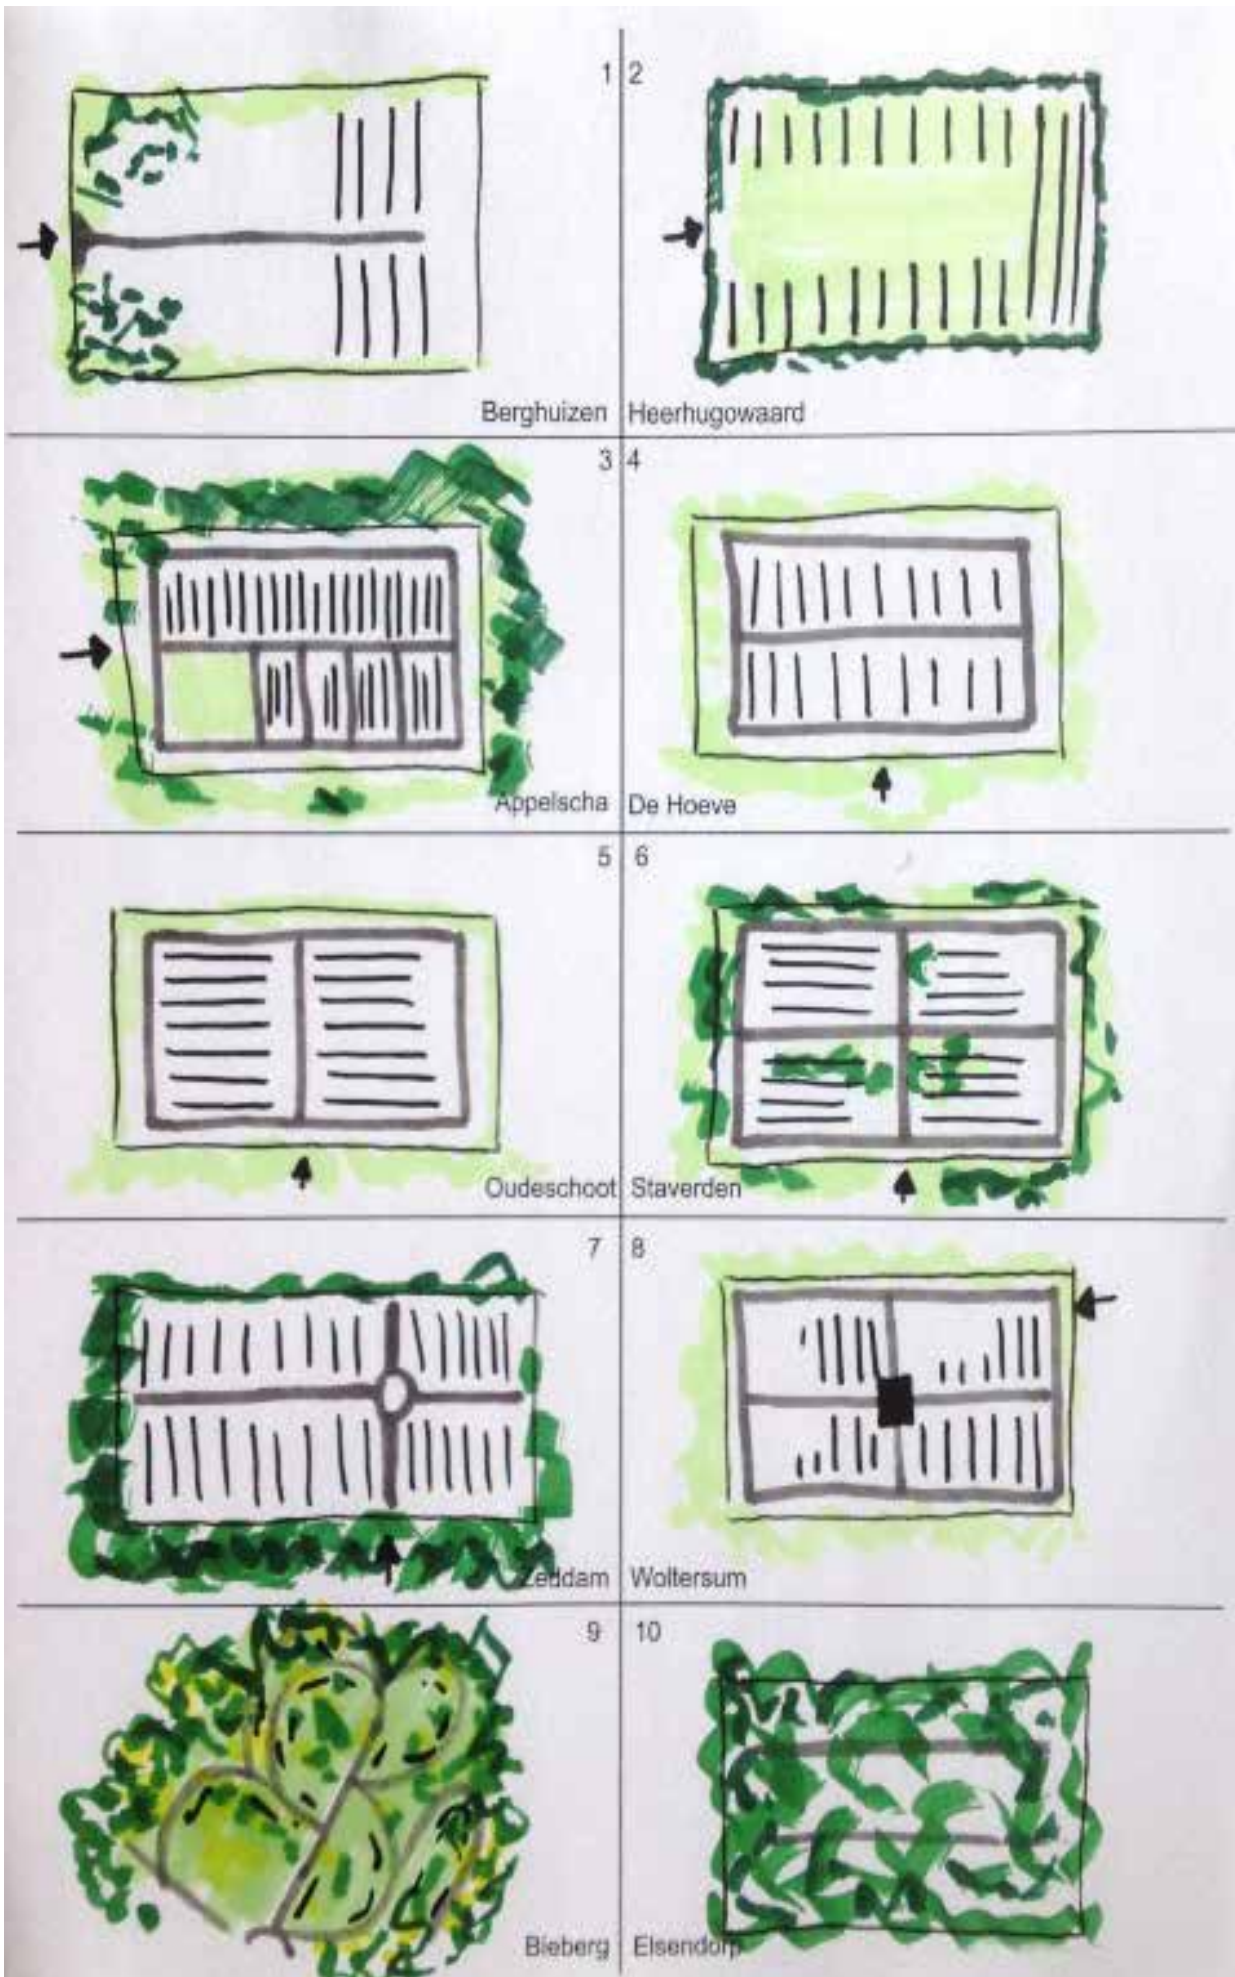 1 2
Berghuizen Heerhugowaard
3 4
Appelscha De Hoeve
5 6
Oudeschoot Staverden
7 8
Zeddam Woltersum
9 10
Bieberg Elsendorp